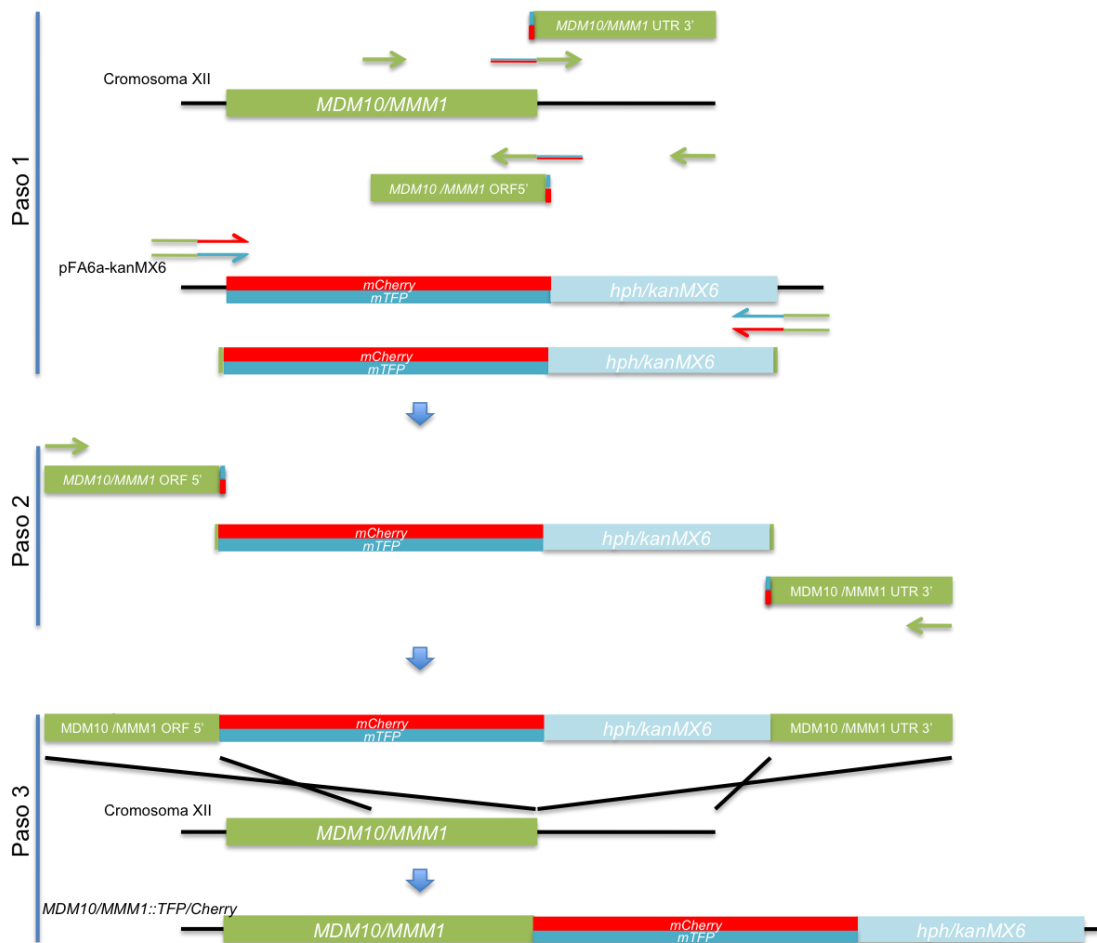 Paso 1
MDM10/MMM1 UTR 3’
Cromosoma XII
MDM10/MMM1
MDM10 /MMM1 ORF5’
pFA6a-kanMX6
mCherry
mTFP
hph/kanMX6
mCherry
mTFP
hph/kanMX6
Paso 2
MDM10/MMM1 ORF 5’
mCherry
mTFP
hph/kanMX6
MDM10 /MMM1 UTR 3’
Paso 3
MDM10 /MMM1 ORF 5’
mCherry
mTFP
hph/kanMX6
MDM10 /MMM1 UTR 3’
Cromosoma XII
MDM10/MMM1
MDM10/MMM1::TFP/Cherry
MDM10/MMM1
mCherry
mTFP
hph/kanMX6